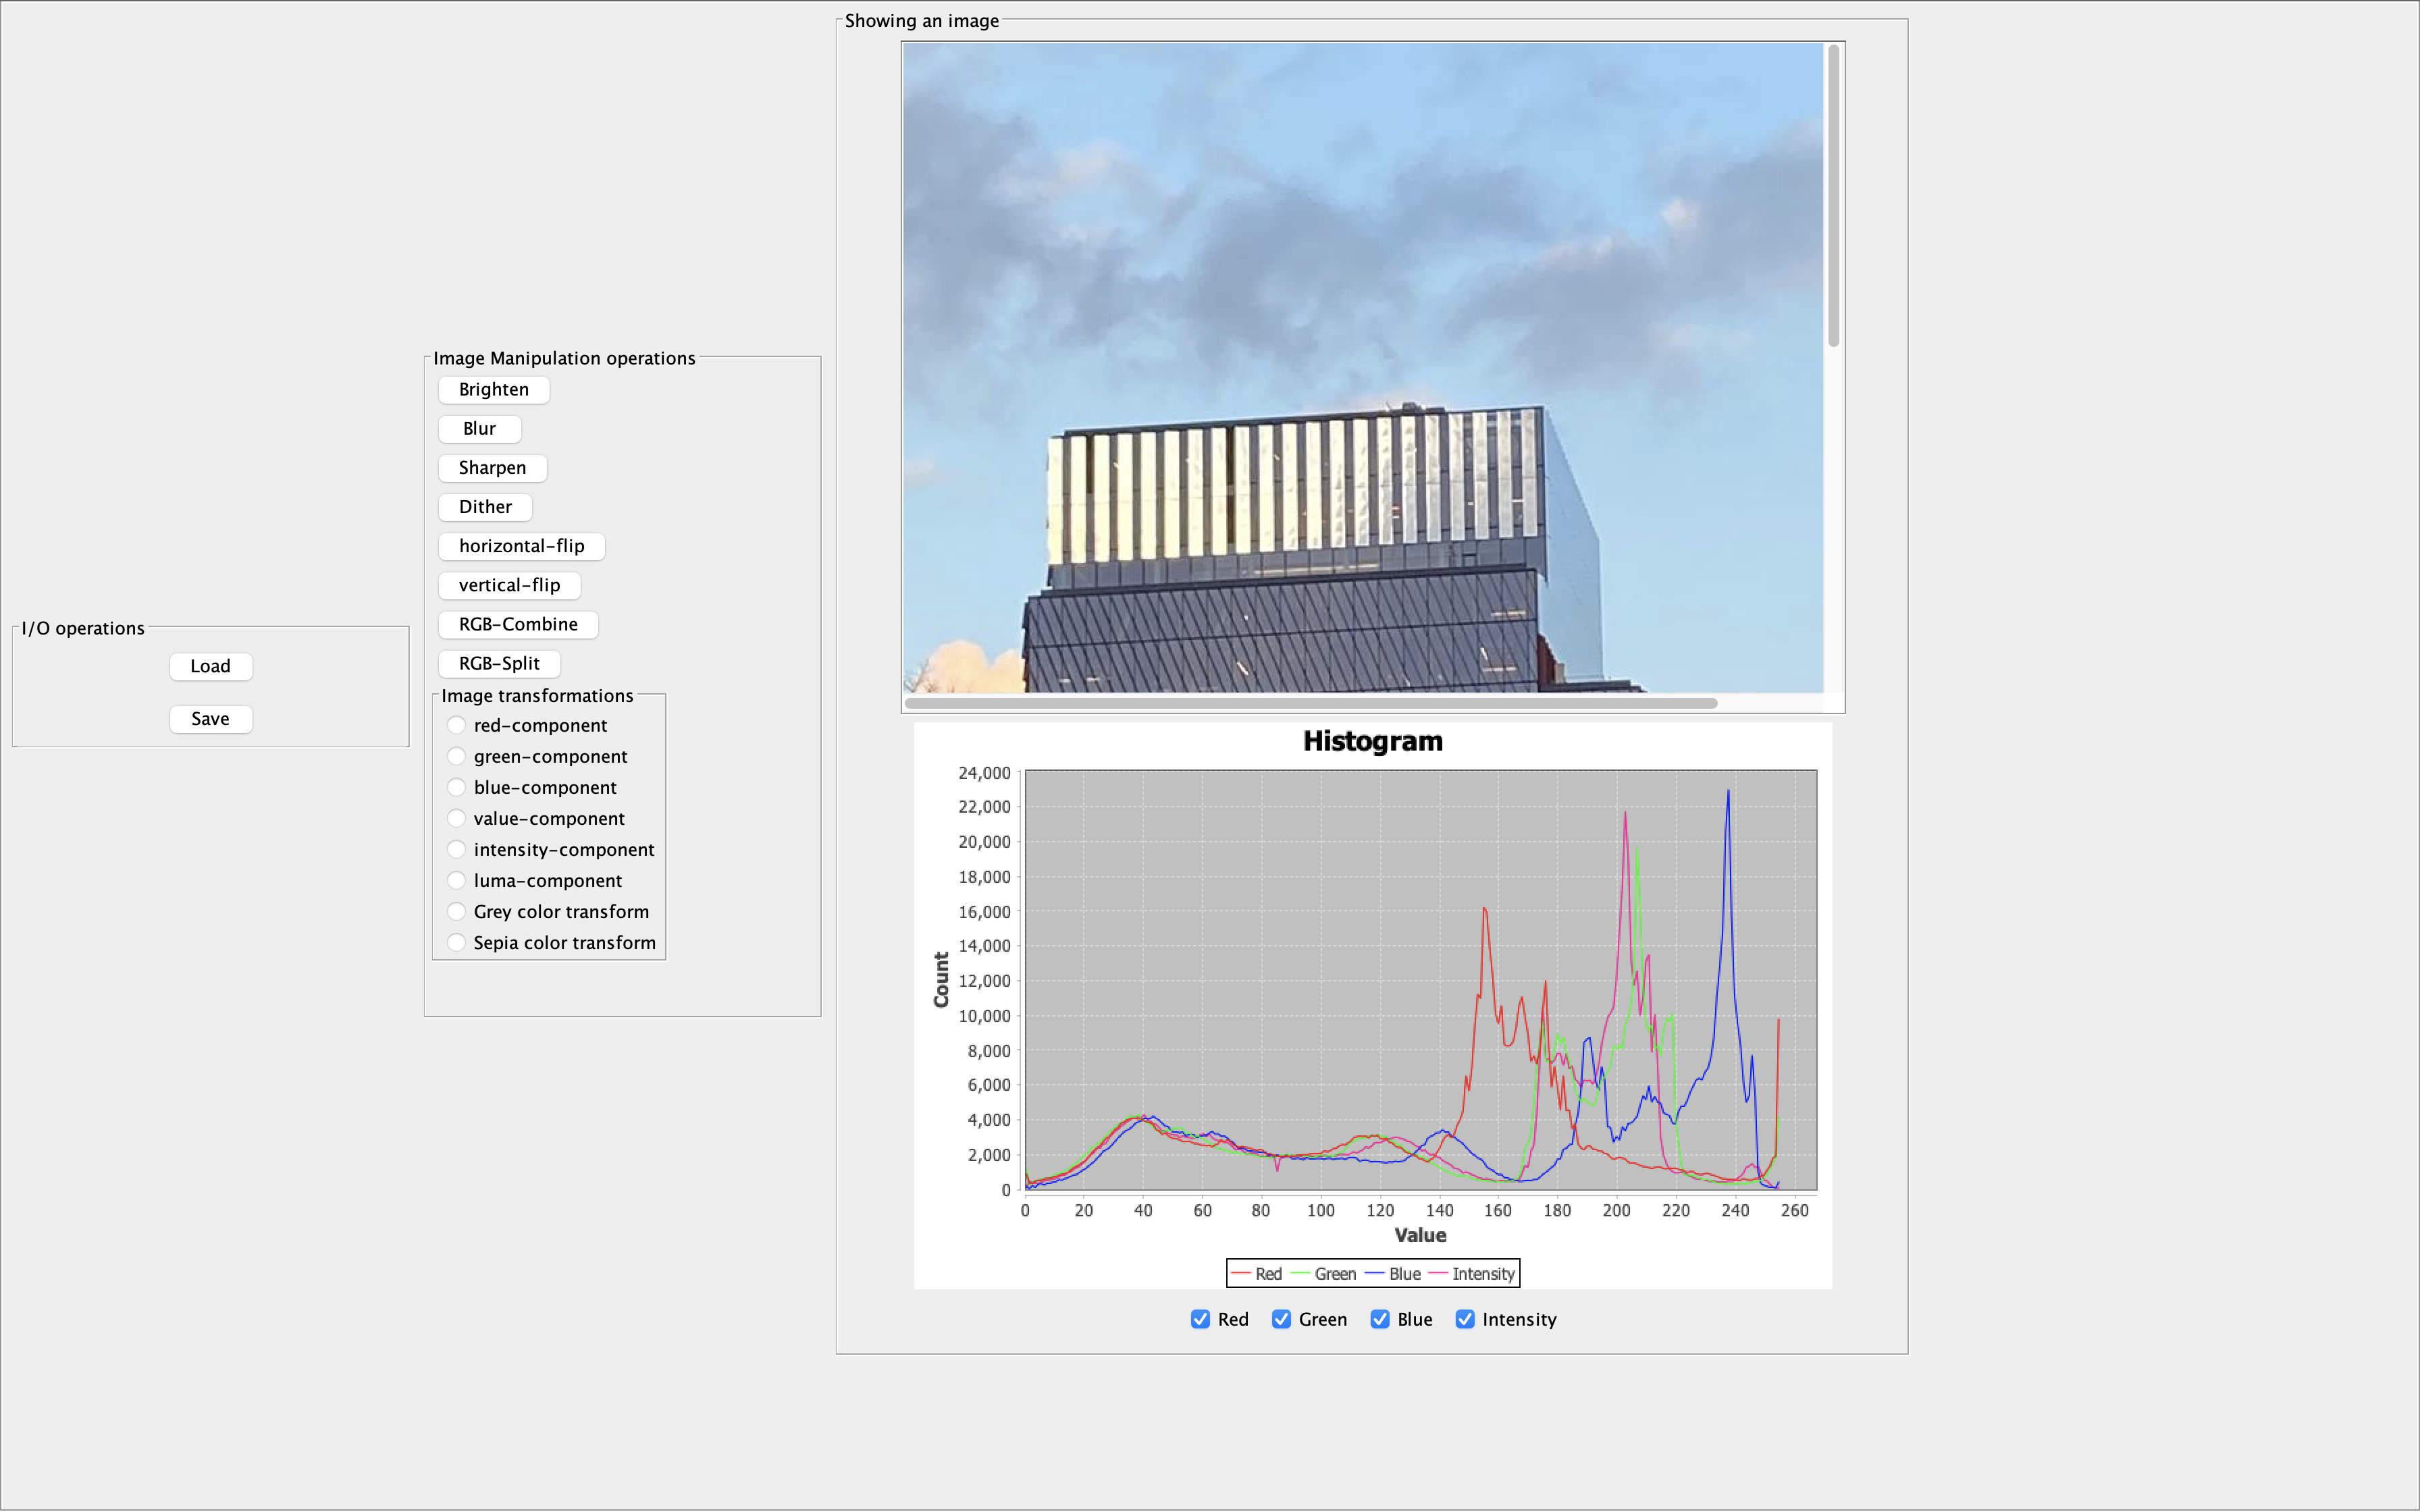 I/O operations
Load
Save
Image Manipulation operations
Brighten
Blur
Sharpen
Dither
horizontal-flip
vertical-flip
RGB-Combine
RGB-Split
Image transformations
red-component
green-component
blue-component
value-component
intensity-component
luma-component
Grey color transform
Sepia color transform
Showing an image
Histogram
Count
24,000
22,000
20,000
18,000
16,000
14,000
12,000
10,000
8,000
6,000
4,000
2,000
0
0 20 40 60 80 100 120 140 160 180 200 220 240 260
Value
Red Green Blue Intensity
Red Green Blue Intensity